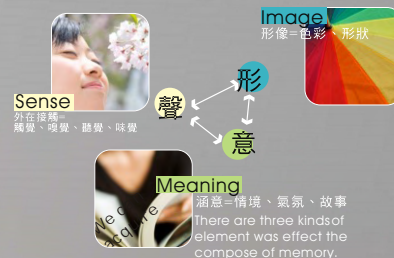 Image
形像=色彩、形狀
形
Sense
聲
外在接觸=
觸覺、嗅覺、聽覺、味覺
意
Meaning
涵意=情境、氣氛、故事
There are three kindsof
element was effect the
compose of memory.